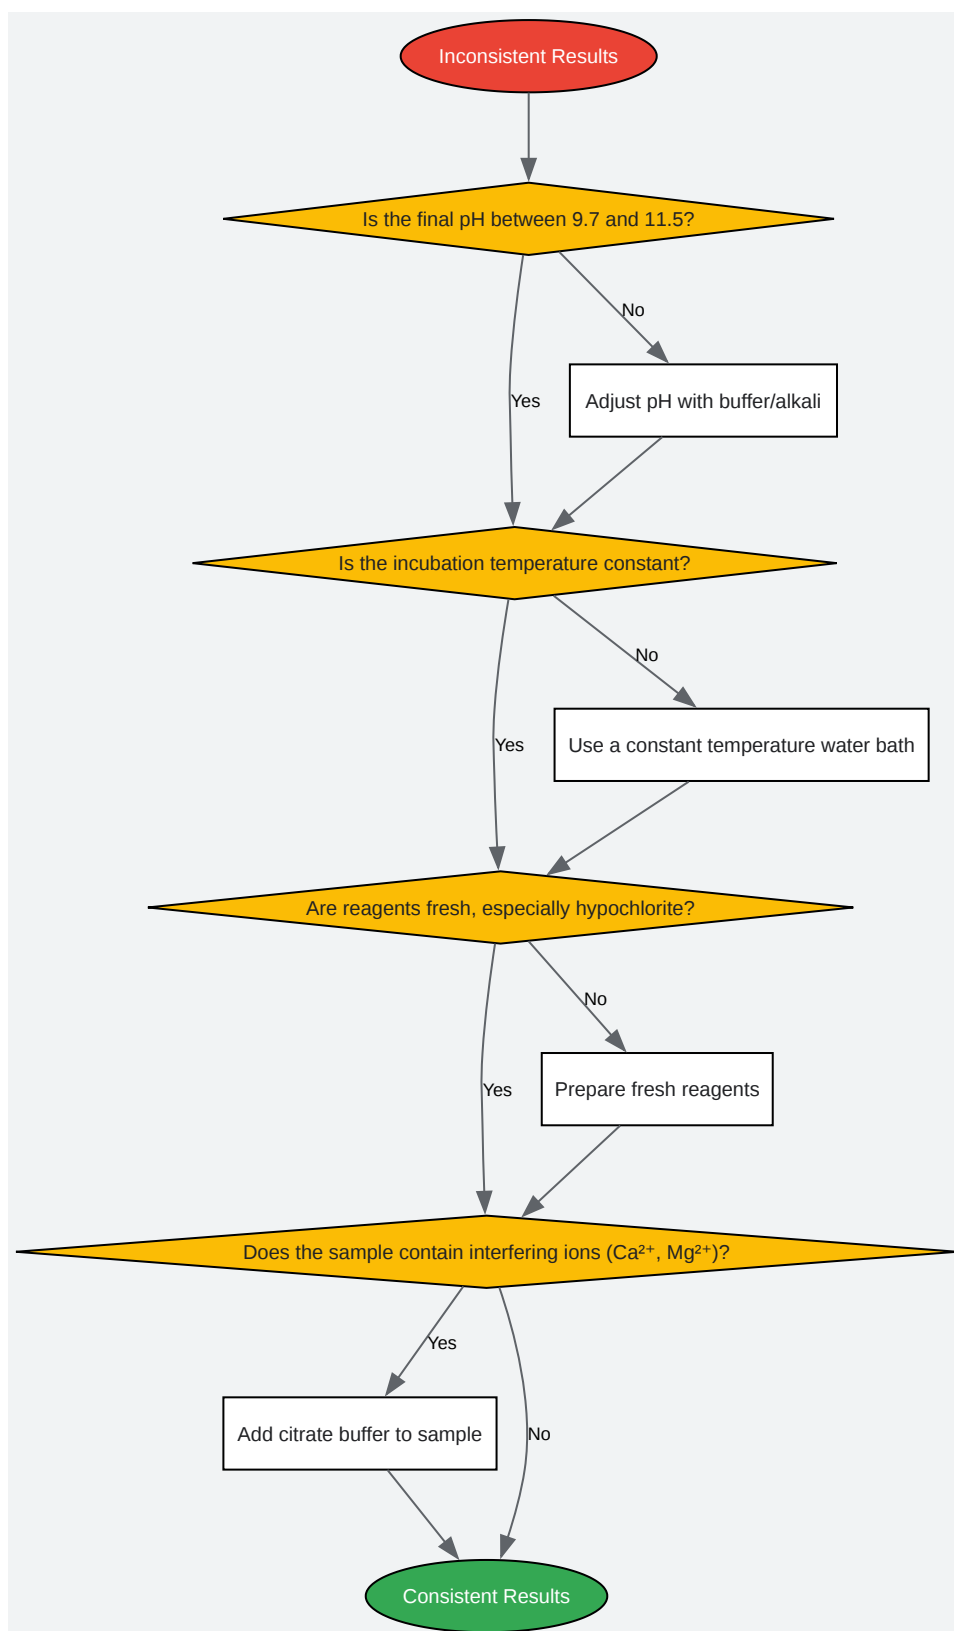 Inconsistent Results
Is the final pH between 9.7 and 11.5?
No
Yes
Adjust pH with buffer/alkali
Is the incubation temperature constant?
No
Yes
Use a constant temperature water bath
Are reagents fresh, especially hypochlorite?
No
Yes
Prepare fresh reagents
Does the sample contain interfering ions (Ca²⁺, Mg²⁺)?
Yes
Add citrate buffer to sample
No
Consistent Results